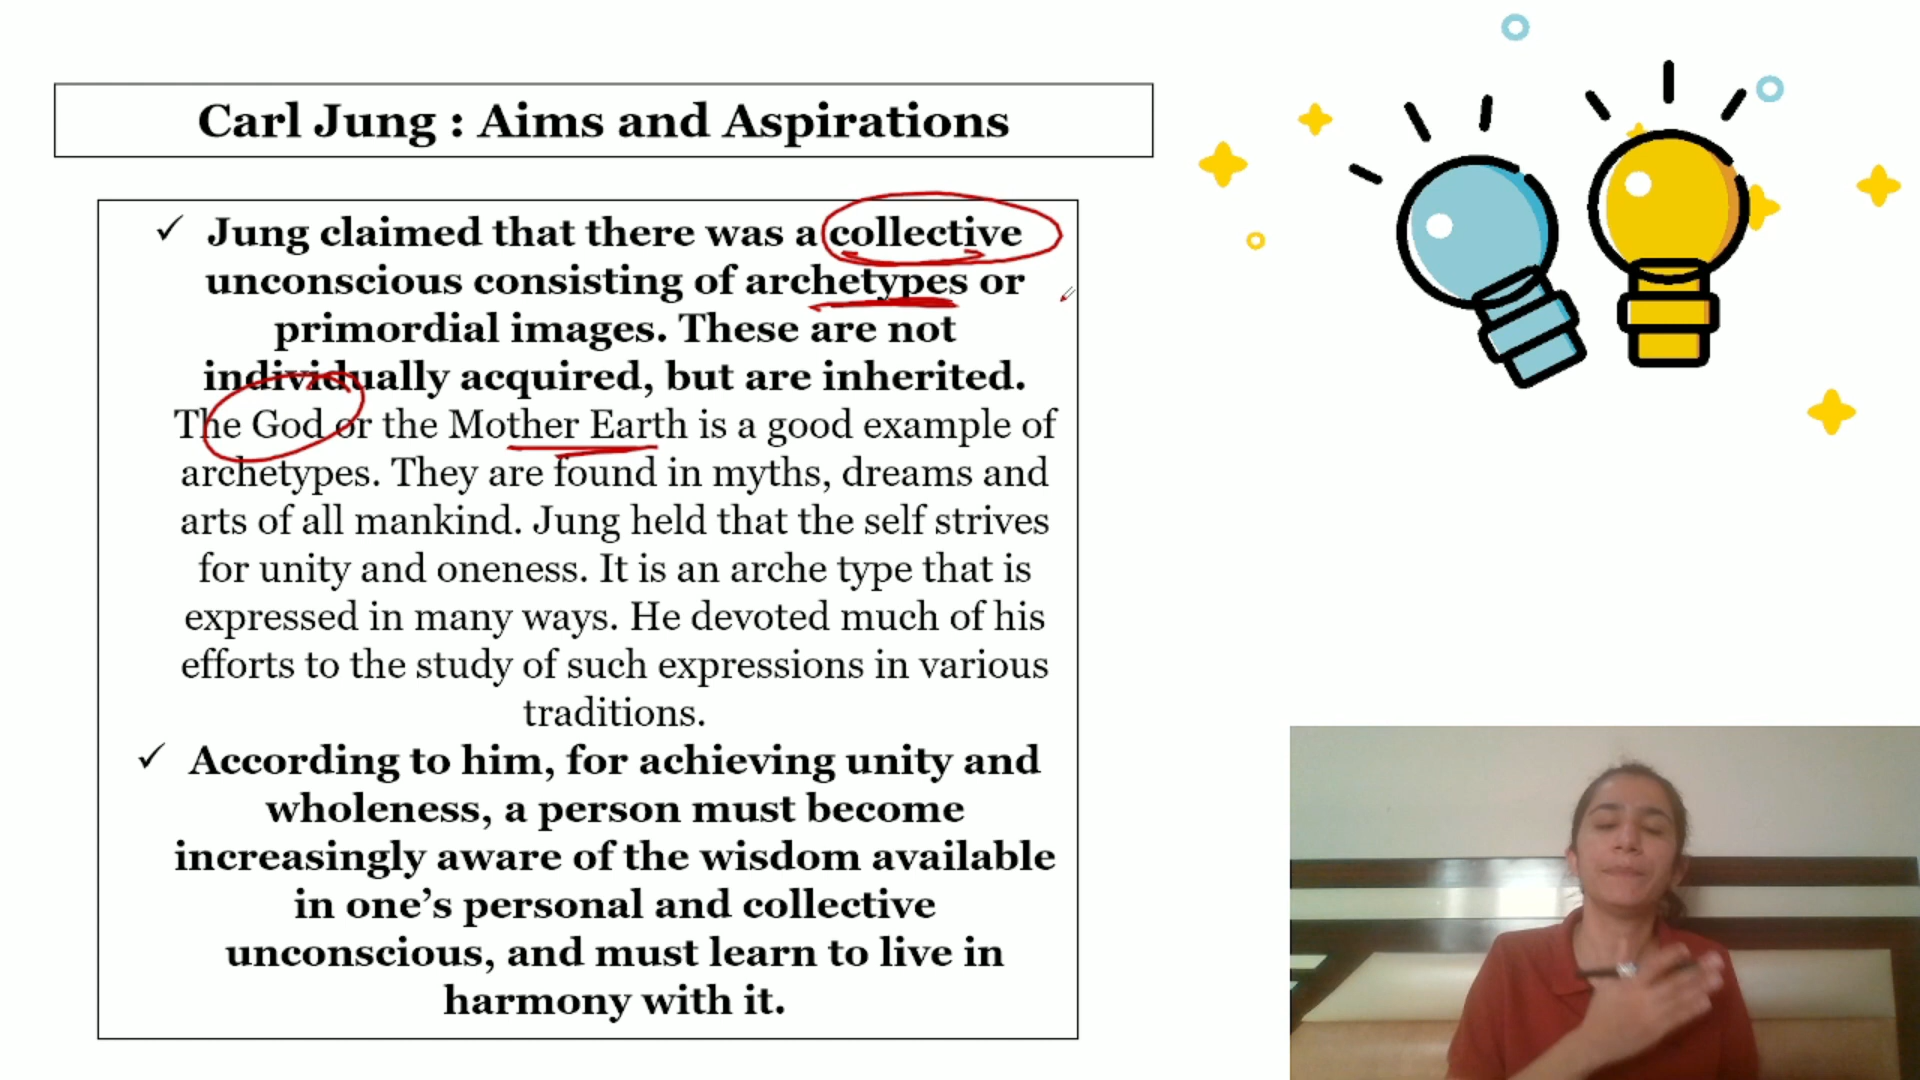 Carl Jung : Aims and Aspirations
✓ Jung claimed that there was a collective
unconscious consisting of archetypes or
primordial images. These are not
individually acquired, but are inherited.
The God or the Mother Earth is a good example of
archetypes. They are found in myths, dreams and
arts of all mankind. Jung held that the self strives
for unity and oneness. It is an arche type that is
expressed in many ways. He devoted much of his
efforts to the study of such expressions in various
traditions.
✓ According to him, for achieving unity and
wholeness, a person must become
increasingly aware of the wisdom available
in one’s personal and collective
unconscious, and must learn to live in
harmony with it.